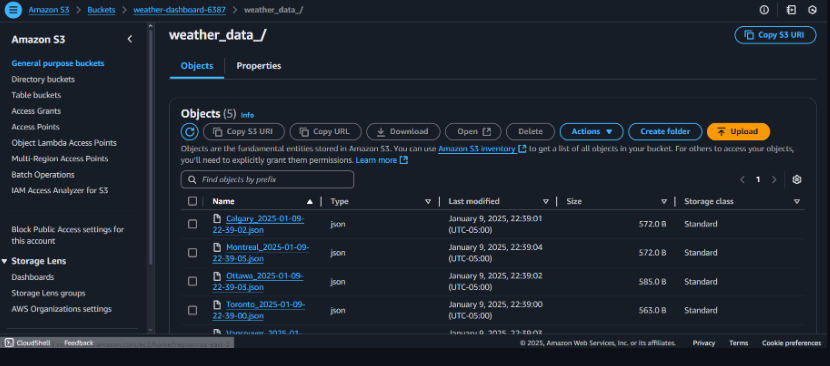 Amazon S3 > Buckets > weather-dashboard-6387 > weather_data_/
Amazon S3
General purpose buckets
Directory buckets
Table buckets
Access Grants
Access Points
Object Lambda Access Points
Multi-Region Access Points
Batch Operations
IAM Access Analyzer for S3
Block Public Access settings for
this account
Storage Lens
Dashboards
Storage Lens groups
AWS Organizations settings
weather_data_/
Copy S3 URI
Objects Properties
Objects (5) Info
Copy S3 URI Copy URL Download Open Delete Actions Create folder Upload
Objects are the fundamental entities stored in Amazon S3. You can use Amazon S3 inventory to get a list of all objects in your bucket. For others to access your objects,
you'll need to explicitly grant them permissions. Learn more
Find objects by prefix
1
Name Type Last modified Size Storage class
Calgary_2025-01-09-
22-39-02.json
json
January 9, 2025, 22:39:01
(UTC-05:00)
572.0 B
Standard
Montreal_2025-01-09-
22-39-05.json
json
January 9, 2025, 22:39:04
(UTC-05:00)
572.0 B
Standard
Ottawa_2025-01-09-
22-39-03.json
json
January 9, 2025, 22:39:02
(UTC-05:00)
585.0 B
Standard
Toronto_2025-01-09-
22-39-00.json
json
January 9, 2025, 22:39:00
(UTC-05:00)
563.0 B
Standard
Vancouver_2025-01-
January 9, 2025, 22:39:03
CloudShell Feedback
© 2025, Amazon Web Services, Inc. or its affiliates. Privacy Terms Cookie preferences